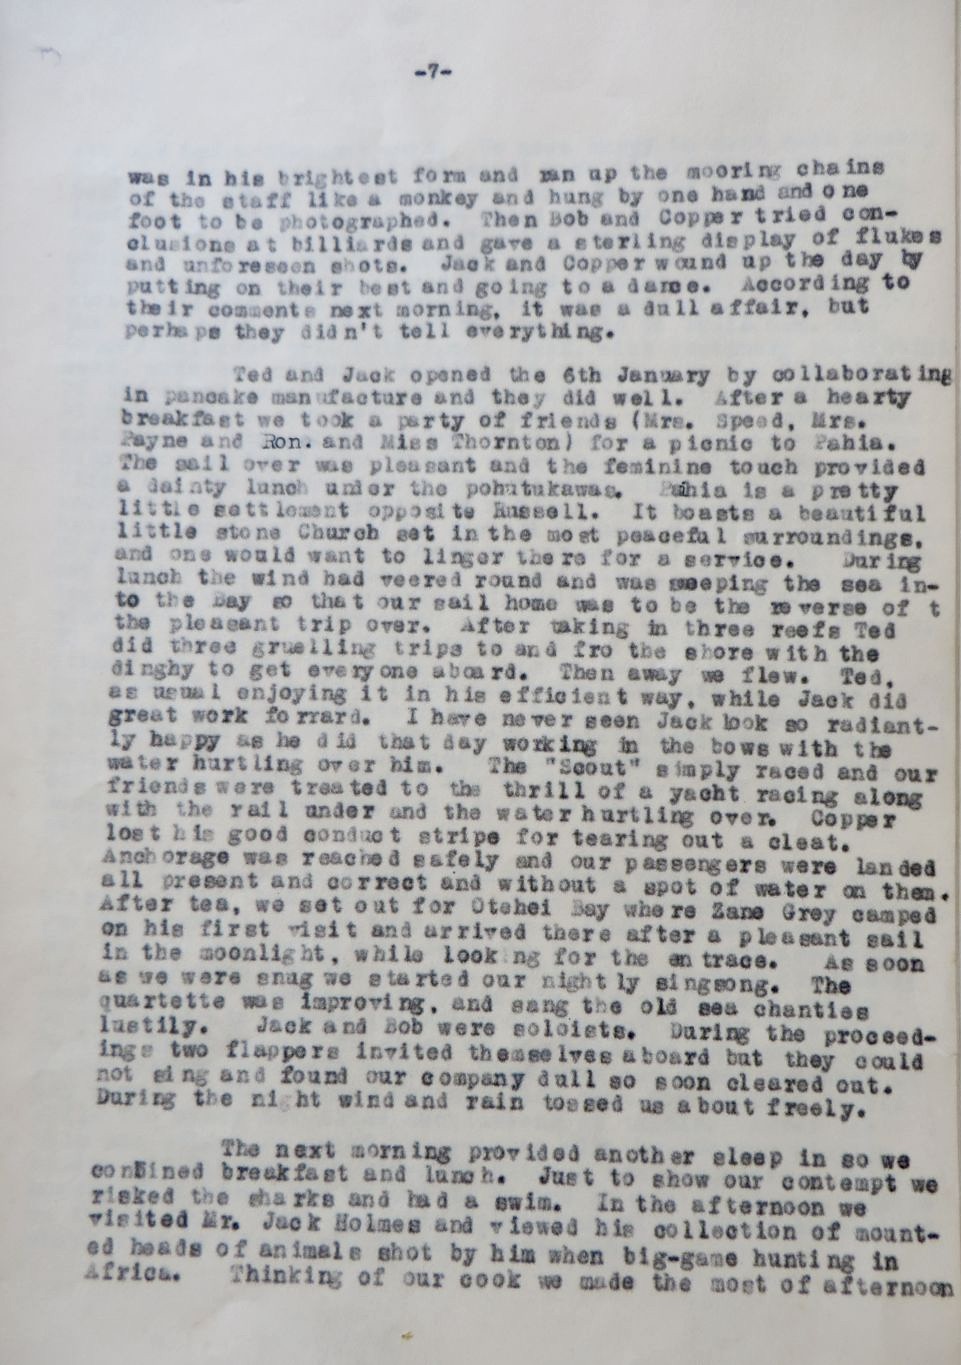 -7-
was in his brightest form and ran up the mooring chains
of the staff like a monkey and hung by one hand and one
foot to be photographed. Then Bob and Copper tried con-
clusions at billiards and gave a sterling display of flukes
and unforeseen shots. Jack and Copper wound up the day by
putting on their best and going to a dance. According to
their comments next morning, it was a dull affair, but
perhaps they didn't tell everything.
Ted and Jack opened the 6th January by collaborating
in pancake manufacture and they did well. After a hearty
breakfast we took a party of friends (Mrs. Speed, Mrs.
Payne and Ron. and Miss Thornton) for a picnic to Pahia.
The sail over was pleasant and the feminine touch provided
a dainty lunch under the pohutukawas. Pahia is a pretty
little settlement opposite Russell. It boasts a beautiful
little stone Church set in the most peaceful surroundings,
and one would want to linger there for a service. During
lunch the wind had veered round and was sweeping the sea in-
to the Bay so that our sail home was to be the reverse of t
the pleasant trip over. After taking in three reefs Ted
did three gruelling trips to and fro the shore with the
dinghy to get everyone aboard. Then away we flew. Ted,
as usual enjoying it in his efficient way, while Jack did
great work forrard. I have never seen Jack look so radiant-
ly happy as he did that day working in the bows with the
water hurtling over him. The "Scout" simply raced and our
friends were treated to the thrill of a yacht racing along
with the rail under and the water hurtling over. Copper
lost his good conduct stripe for tearing out a cleat.
Anchorage was reached safely and our passengers were landed
all present and correct and without a spot of water on them.
After tea, we set out for Otehei Bay where Zane Grey camped
on his first visit and arrived there after a pleasant sail
in the moonlight, while looking for the entrace. As soon
as we were snug we started our nightly singsong. The
quartette was improving, and sang the old sea chanties
lustily. Jack and Bob were soloists. During the proceed-
ings two flappers invited themselves aboard but they could
not sing and found our company dull so soon cleared out.
During the night wind and rain tossed us about freely.
The next morning provided another sleep in so we
combined breakfast and lunch. Just to show our contempt we
risked the sharks and had a swim. In the afternoon we
visited Mr. Jack Holmes and viewed his collection of mount-
ed heads of animals shot by him when big-game hunting in
Africa. Thinking of our cook we made the most of afternoon